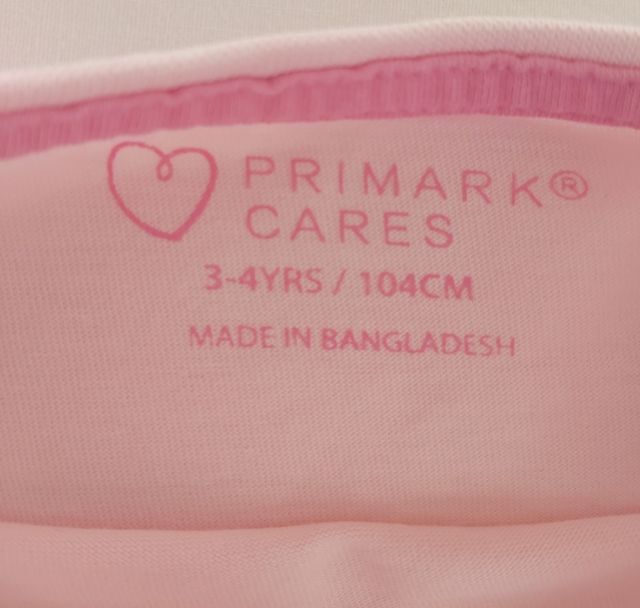 PRIMARK®
CARES
3-4YRS / 104CM
MADE IN BANGLADESH